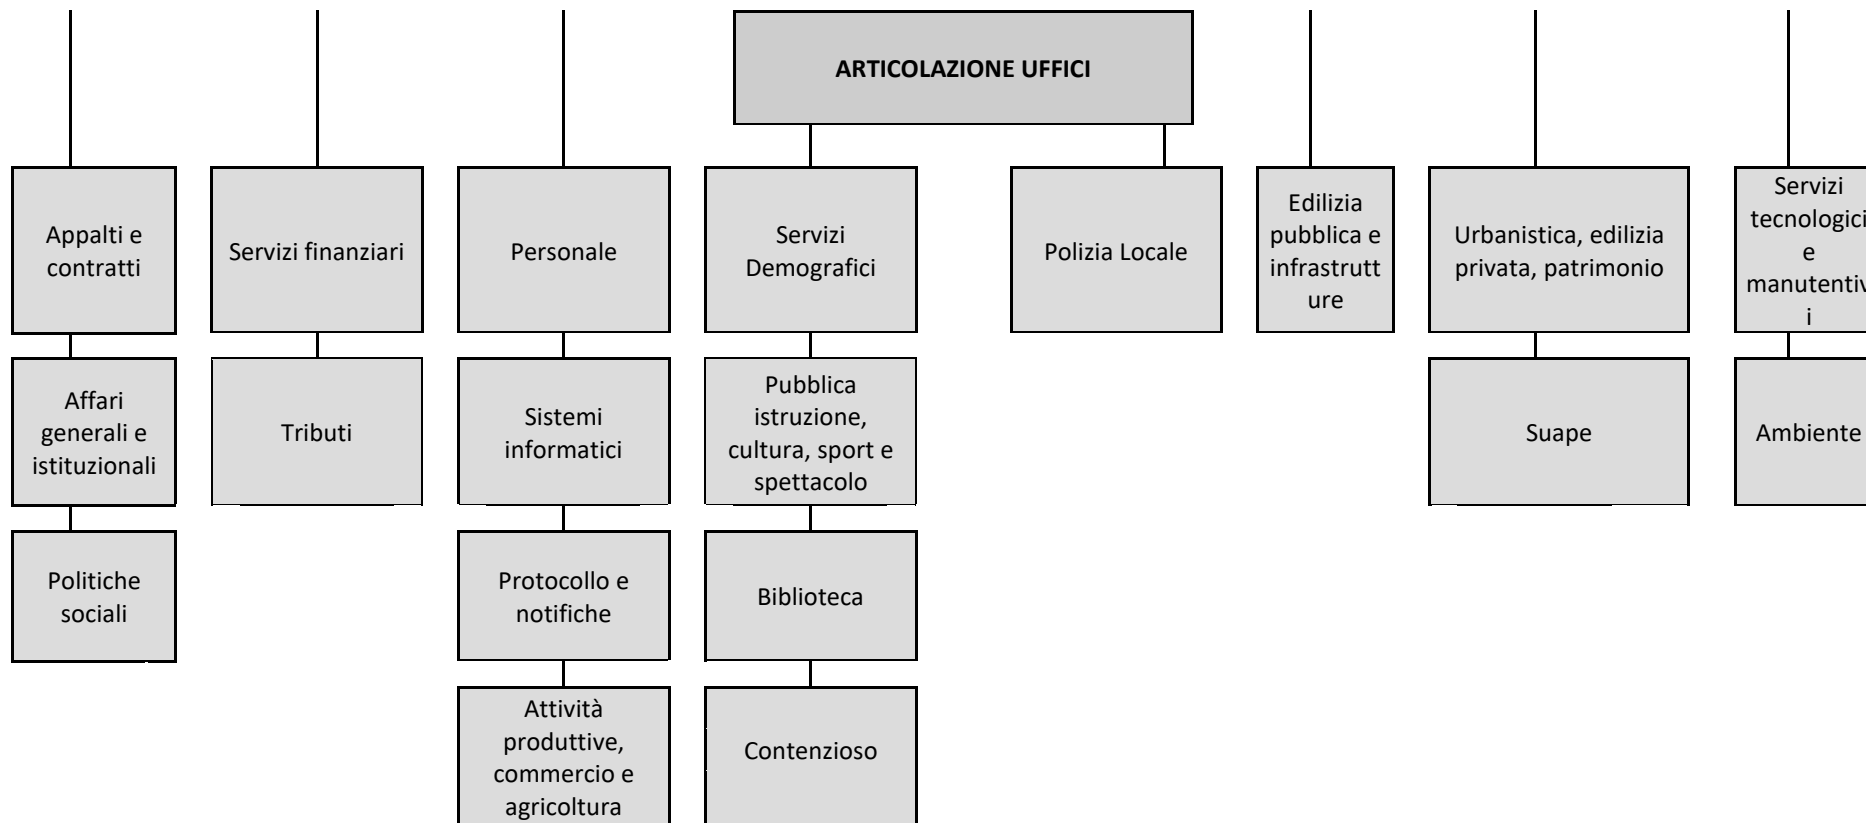 ARTICOLAZIONE UFFICI
Appalti e
contratti
Servizi finanziari
Personale
Servizi
Demografici
Polizia Locale
Edilizia
pubblica e
infrastrutt
ure
Urbanistica, edilizia
privata, patrimonio
Servizi
tecnologici
e
manutentiv
i
Affari
generali e
istituzionali
Tributi
Sistemi
informatici
Pubblica
istruzione,
cultura, sport e
spettacolo
Suape
Ambiente
Politiche
sociali
Protocollo e
notifiche
Biblioteca
Attività
produttive,
commercio e
agricoltura
Contenzioso